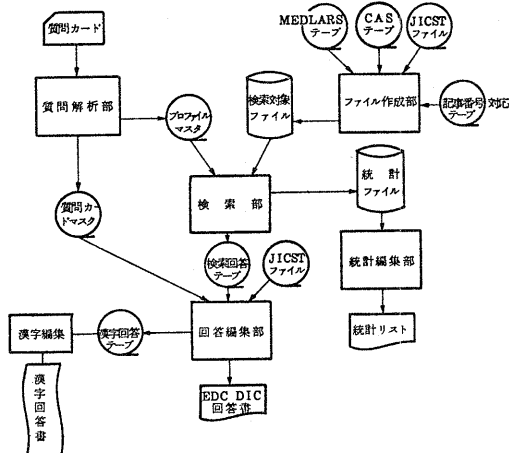 質問カード
MEDLARS
テープ
CAS
テープ
JICST
ファイル
質問解析部
プロファイル
マスタ
検索対象
ファイル
ファイル作成部
記事番号対応
テープ
質問カー
ドマスタ
検索部
統計
ファイル
検索回答
テープ
JICST
ファイル
統計編集部
漢字編集
漢字回答
テープ
回答編集部
統計リスト
漢字回答書
EDC DIC
回答書